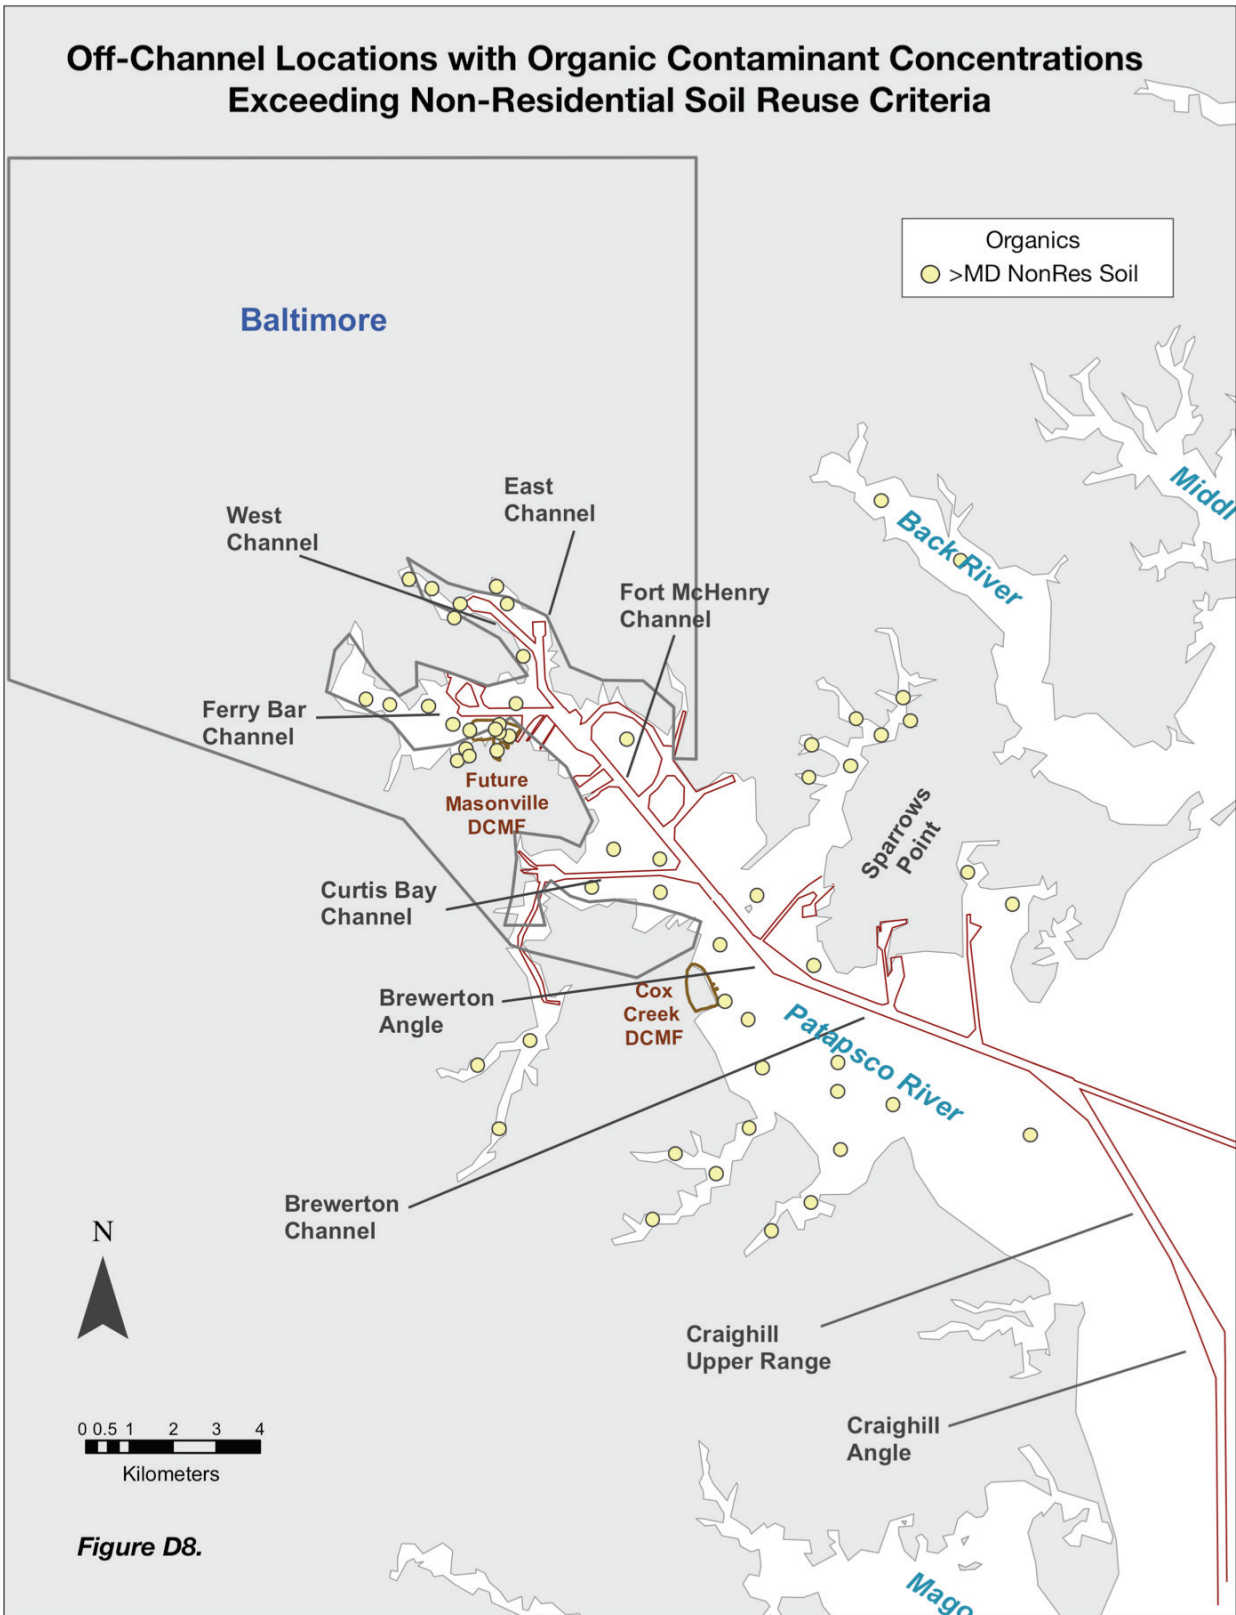 Off-Channel Locations with Organic Contaminant Concentrations
Exceeding Non-Residential Soil Reuse Criteria
Organics
>MD NonRes Soil
Baltimore
Middl
East
Channel
West
Channel
Back River
Fort McHenry
Channel
Ferry Bar
Channel
Future
Masonville
DCMF
Sparrows
Point
Curtis Bay
Channel
Brewerton
Angle
Cox
Creek
DCMF
Patapsco River
Brewerton
Channel
N
Craighill
Upper Range
Craighill
Angle
0 0.5 1 2 3 4
Kilometers
Figure D8.
Mago